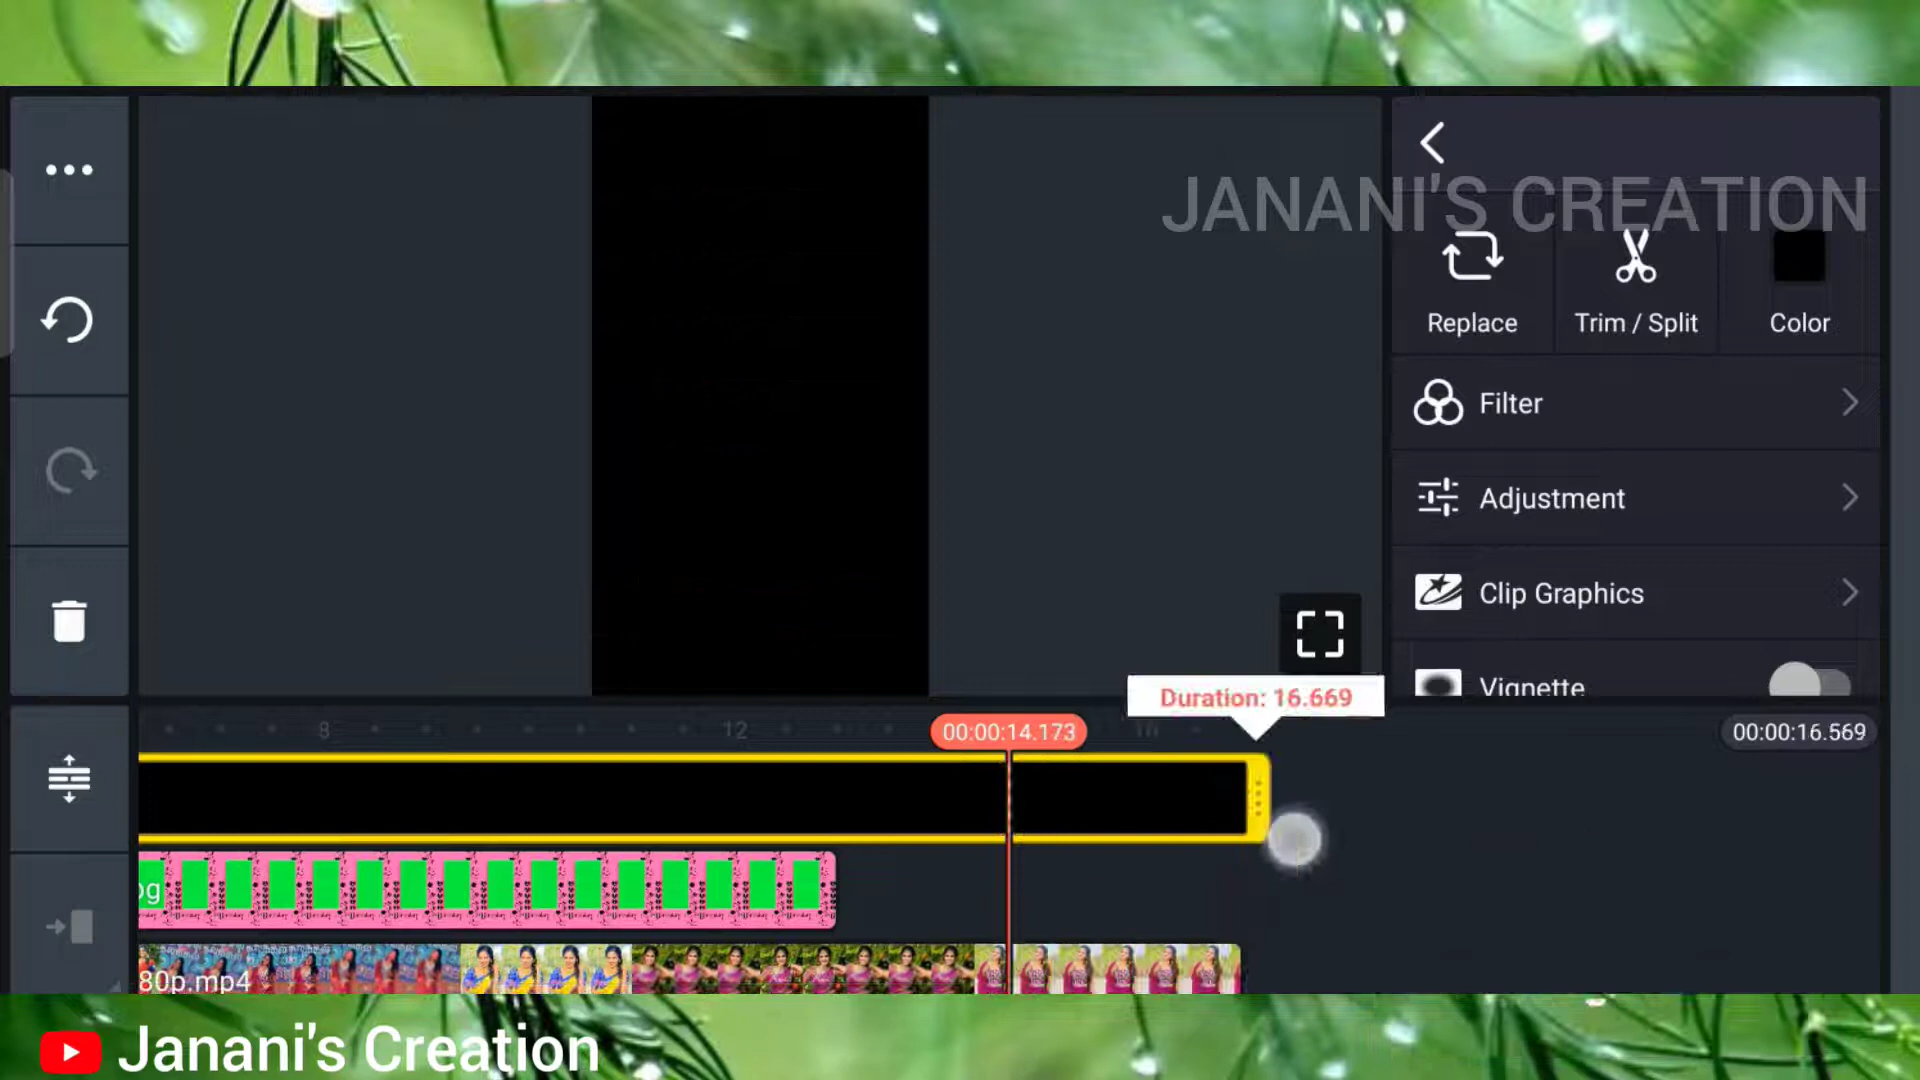 JANANI'S CREATION
Replace
Trim / Split
Color
Filter
Adjustment
Clip Graphics
Vignette
Duration: 16.669
8
12
00:00:14.173
00:00:16.569
80p.mp4
Janani's Creation